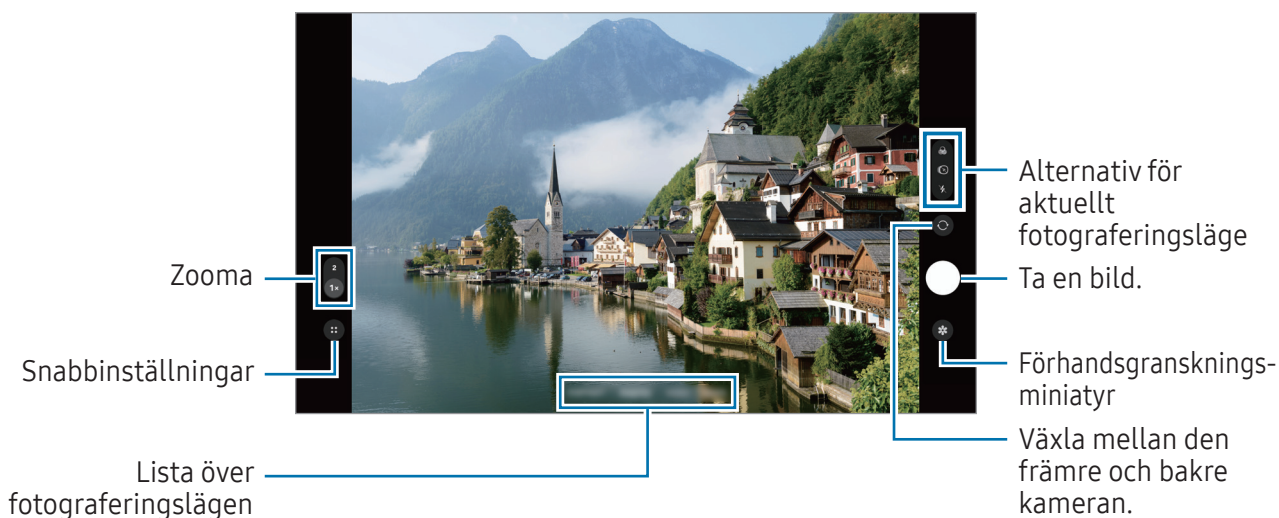 Zooma
2
1×
Snabbinställningar
Lista över
fotograferingslägen
Alternativ för
aktuellt
fotograferingsläge
Ta en bild.
Förhandsgransknings-
miniatyr
Växla mellan den
främre och bakre
kameran.